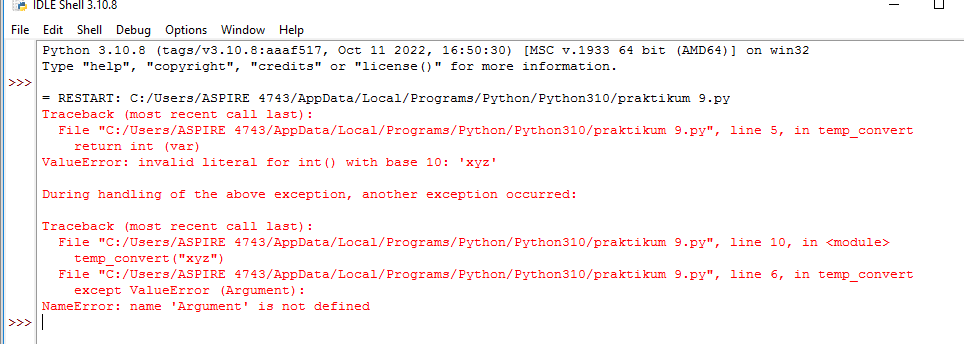 IDLE Shell 3.10.8
File Edit Shell Debug Options Window Help
Python 3.10.8 (tags/v3.10.8:aaaf517, Oct 11 2022, 16:50:30) [MSC v.1933 64 bit (AMD64)] on win32
Type "help", "copyright", "credits" or "license()" for more information.
>>>
= RESTART: C:/Users/ASPIRE 4743/AppData/Local/Programs/Python/Python310/praktikum 9.py
Traceback (most recent call last):
  File "C:/Users/ASPIRE 4743/AppData/Local/Programs/Python/Python310/praktikum 9.py", line 5, in temp_convert
    return int (var)
ValueError: invalid literal for int() with base 10: 'xyz'
During handling of the above exception, another exception occurred:
Traceback (most recent call last):
  File "C:/Users/ASPIRE 4743/AppData/Local/Programs/Python/Python310/praktikum 9.py", line 10, in <module>
    temp_convert("xyz")
  File "C:/Users/ASPIRE 4743/AppData/Local/Programs/Python/Python310/praktikum 9.py", line 6, in temp_convert
    except ValueError (Argument):
NameError: name 'Argument' is not defined
>>>